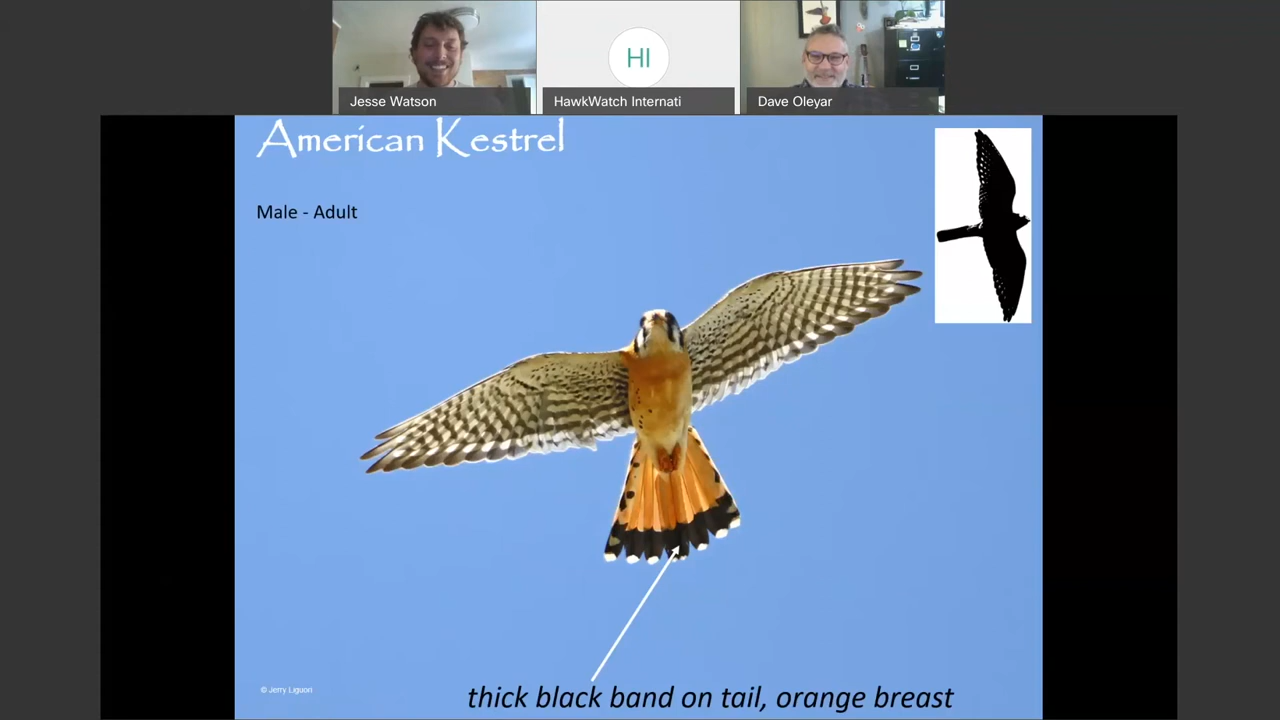 HI
Jesse Watson
HawkWatch Internati
Dave Oleyar
American Kestrel
Male - Adult
© Jerry Liguori
thick black band on tail, orange breast